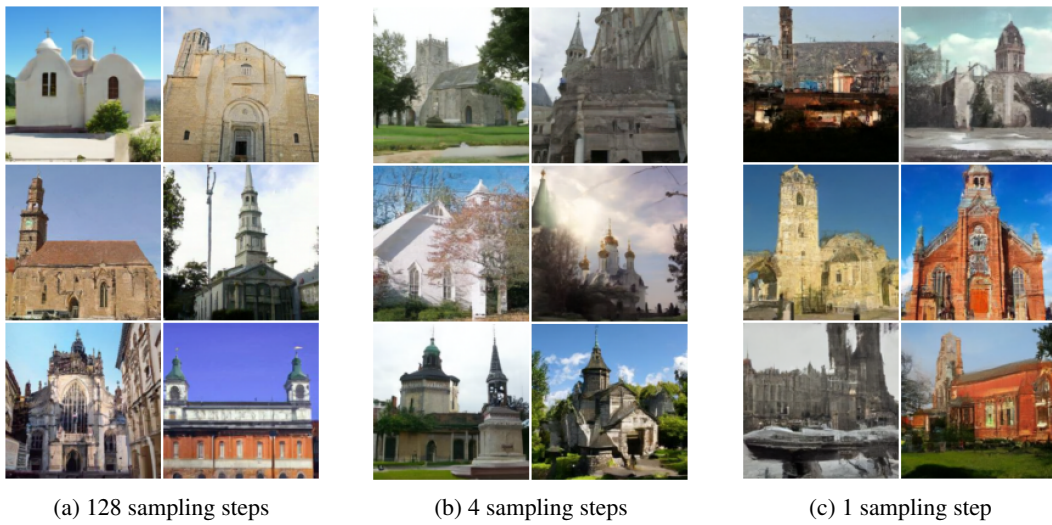 (a) 128 sampling steps
(b) 4 sampling steps
(c) 1 sampling step